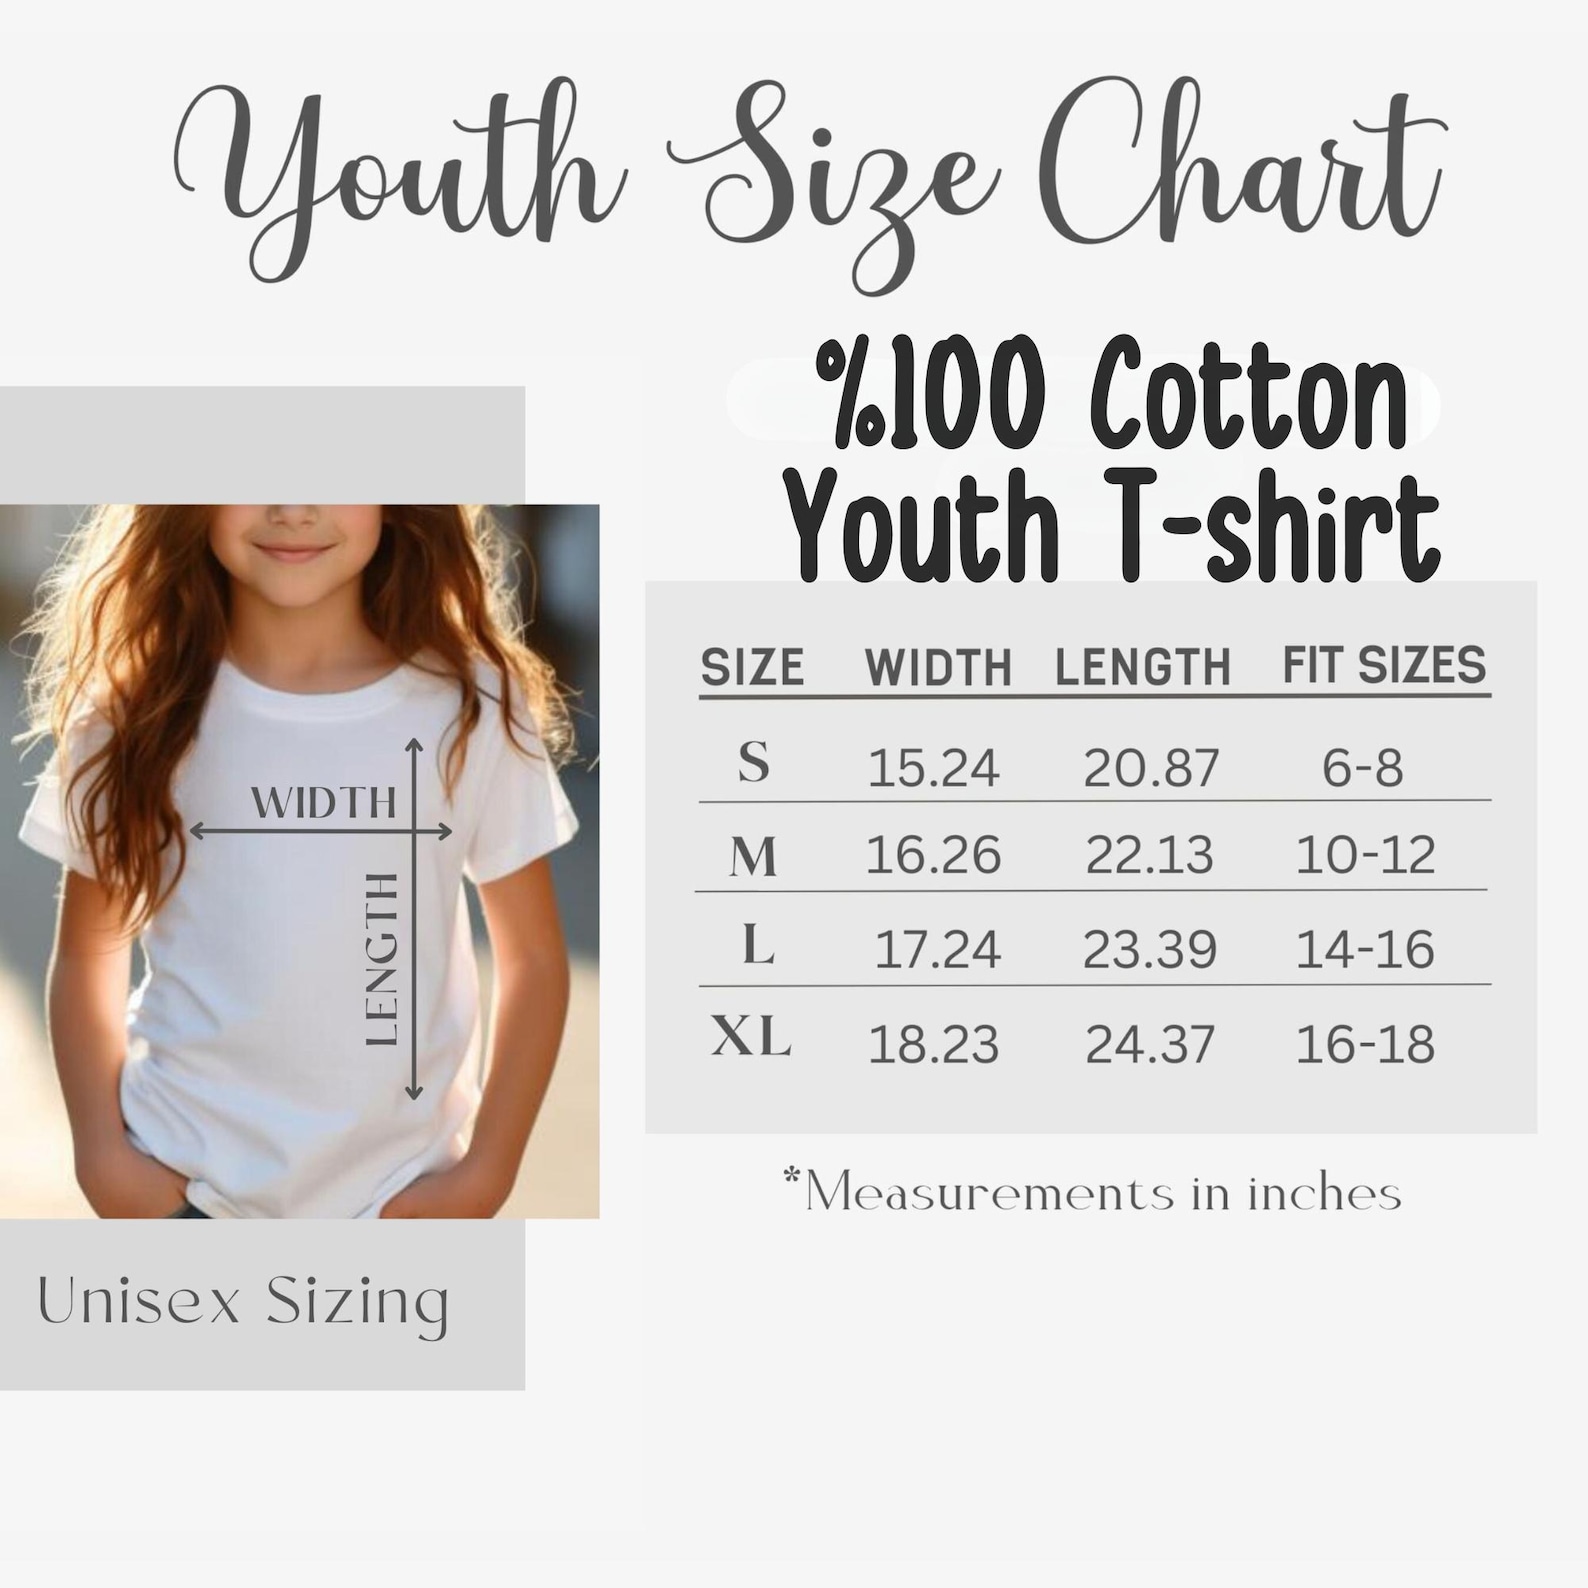 Youth Size Chart
%100 Cotton
Youth T-shirt
WIDTH
LENGTH
SIZE WIDTH LENGTH FIT SIZES
S 15.24 20.87 6-8
M 16.26 22.13 10-12
L 17.24 23.39 14-16
XL 18.23 24.37 16-18
*Measurements in inches
Unisex Sizing